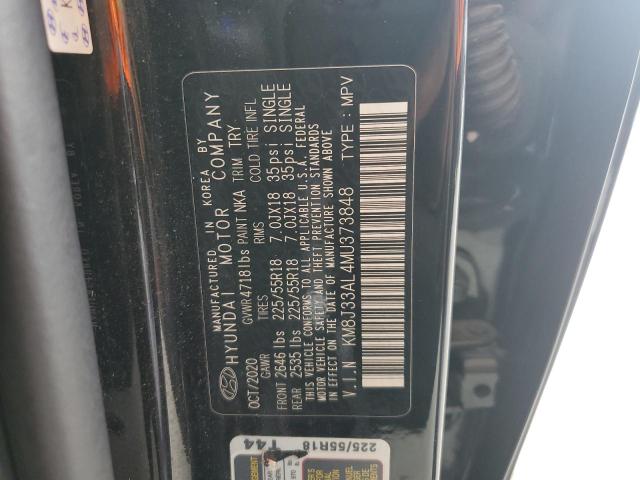 MANUFACTURED IN KOREA BY
HYUNDAI MOTOR COMPANY
OCT/2020 GVWR 4718lbs PAINT NKA TRIM TRY
GAWR TIRES RIMS COLD TIRE INFL
FRONT 2646 lbs 225/55R18 7.0JX18 35psi SINGLE
REAR 2535 lbs 225/55R18 7.0JX18 35psi SINGLE
THIS VEHICLE CONFORMS TO ALL APPLICABLE U.S.A. FEDERAL
MOTOR VEHICLE SAFETY, BUMPER, AND THEFT PREVENTION STANDARDS
IN EFFECT ON THE DATE OF MANUFACTURE SHOWN ABOVE.
V.I.N KM8J33AL4MU373848 TYPE: MPV
225/55R18
T44